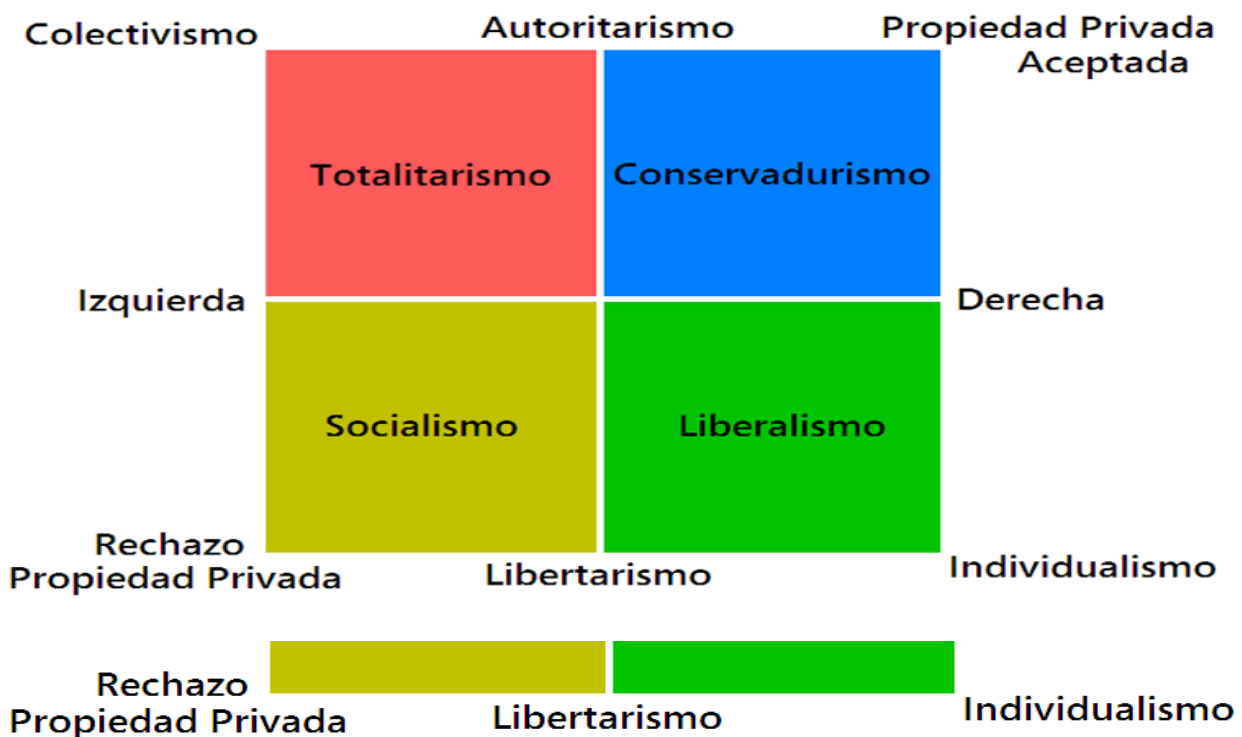 Colectivismo
Autoritarismo
Propiedad Privada
Aceptada
Totalitarismo
Conservadurismo
Izquierda
Derecha
Socialismo
Liberalismo
Rechazo
Propiedad Privada
Libertarismo
Individualismo
Rechazo
Propiedad Privada
Libertarismo
Individualismo